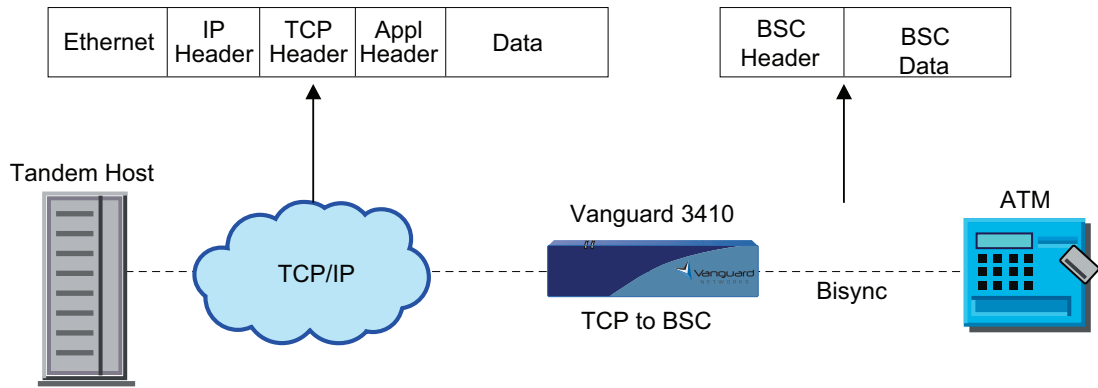 Ethernet
IP
Header
TCP
Header
Appl
Header
Data
BSC
Header
BSC
Data
Tandem Host
TCP/IP
Vanguard 3410
Vanguard
NETWORKS
TCP to BSC
Bisync
ATM